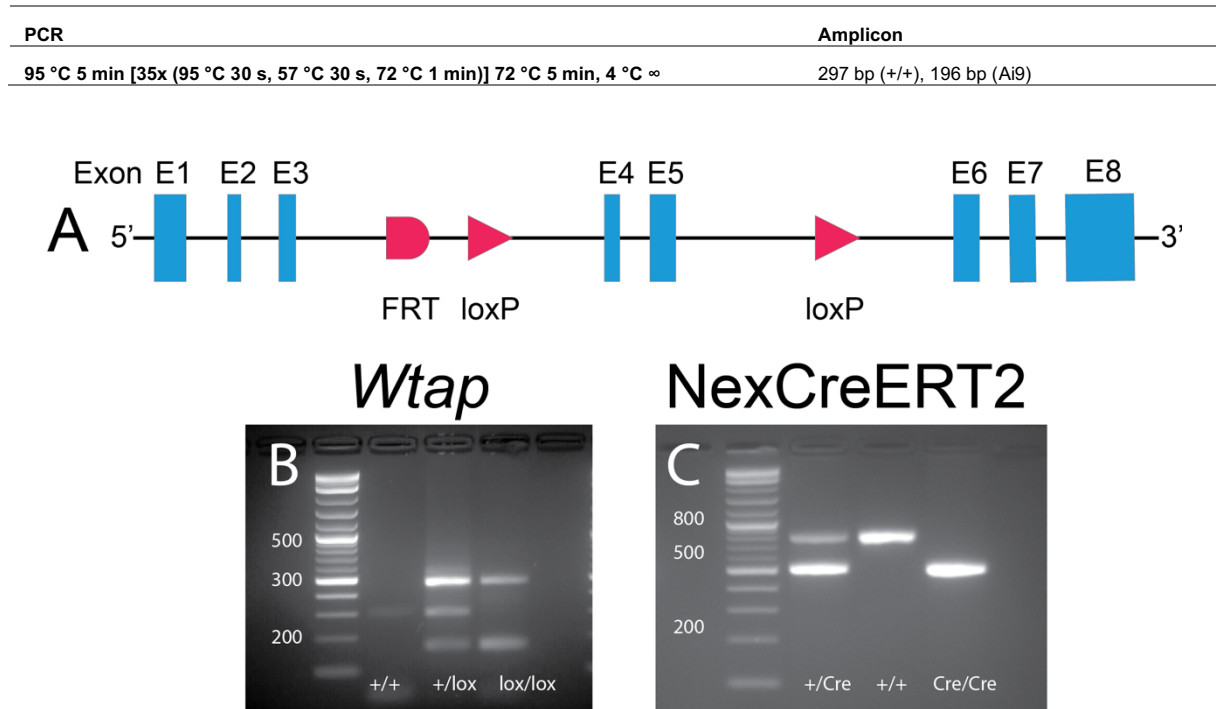 PCR Amplicon
95 °C 5 min [35x (95 °C 30 s, 57 °C 30 s, 72 °C 1 min)] 72 °C 5 min, 4 °C ∞ 297 bp (+/+), 196 bp (Ai9)
Exon E1 E2 E3 E4 E5 E6 E7 E8
A 5’ 3’
FRT loxP loxP
Wtap NexCreERT2
B
500
300
200
+/+ +/lox lox/lox
C
800
500
200
+/Cre +/+ Cre/Cre